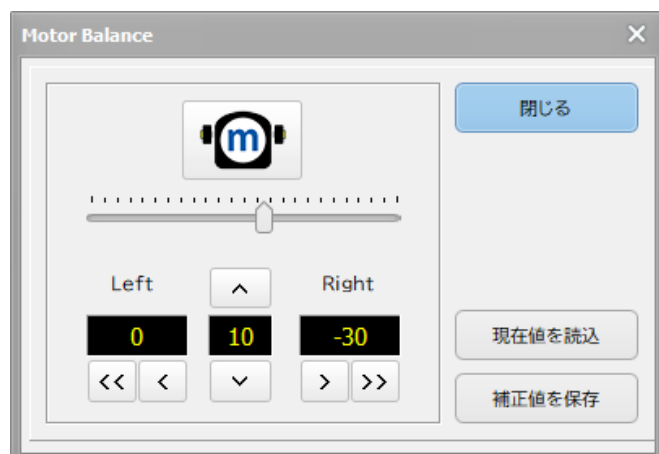 Motor Balance
閉じる
m
Left
Right
0
10
-30
<< < > >>
現在値を読込
補正値を保存